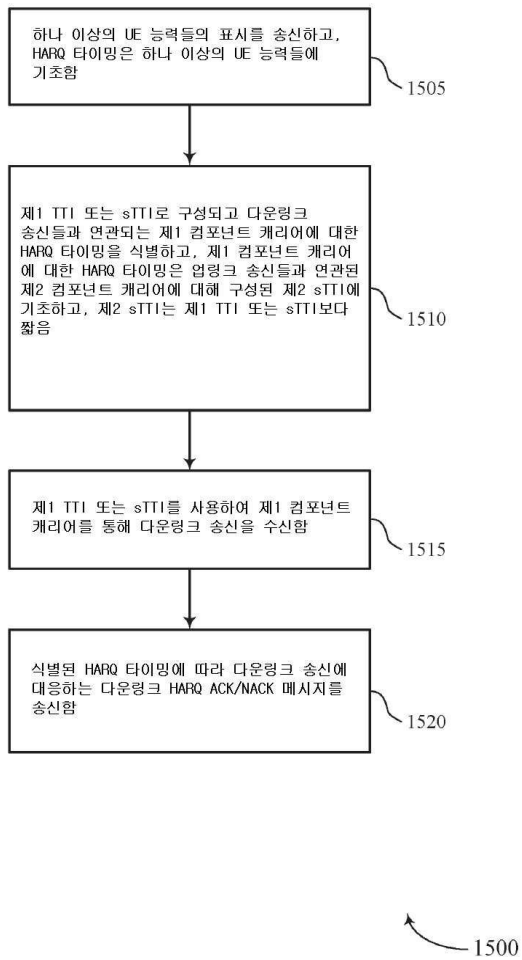 하나 이상의 UE 능력들의 표시를 송신하고,
HARQ 타이밍은 하나 이상의 UE 능력들에
기초함
1505
제1 TTI 또는 sTTI로 구성되고 다운링크
송신들과 연관되는 제1 컴포넌트 캐리어에 대한
HARQ 타이밍을 식별하고, 제1 컴포넌트 캐리어
에 대한 HARQ 타이밍은 업링크 송신들과 연관된
제2 컴포넌트 캐리어에 대해 구성된 제2 sTTI에
기초하고, 제2 sTTI는 제1 TTI 또는 sTTI보다
짧음
1510
제1 TTI 또는 sTTI를 사용하여 제1 컴포넌트
캐리어를 통해 다운링크 송신을 수신함
1515
식별된 HARQ 타이밍에 따라 다운링크 송신에
대응하는 다운링크 HARQ ACK/NACK 메시지를
송신함
1520
1500